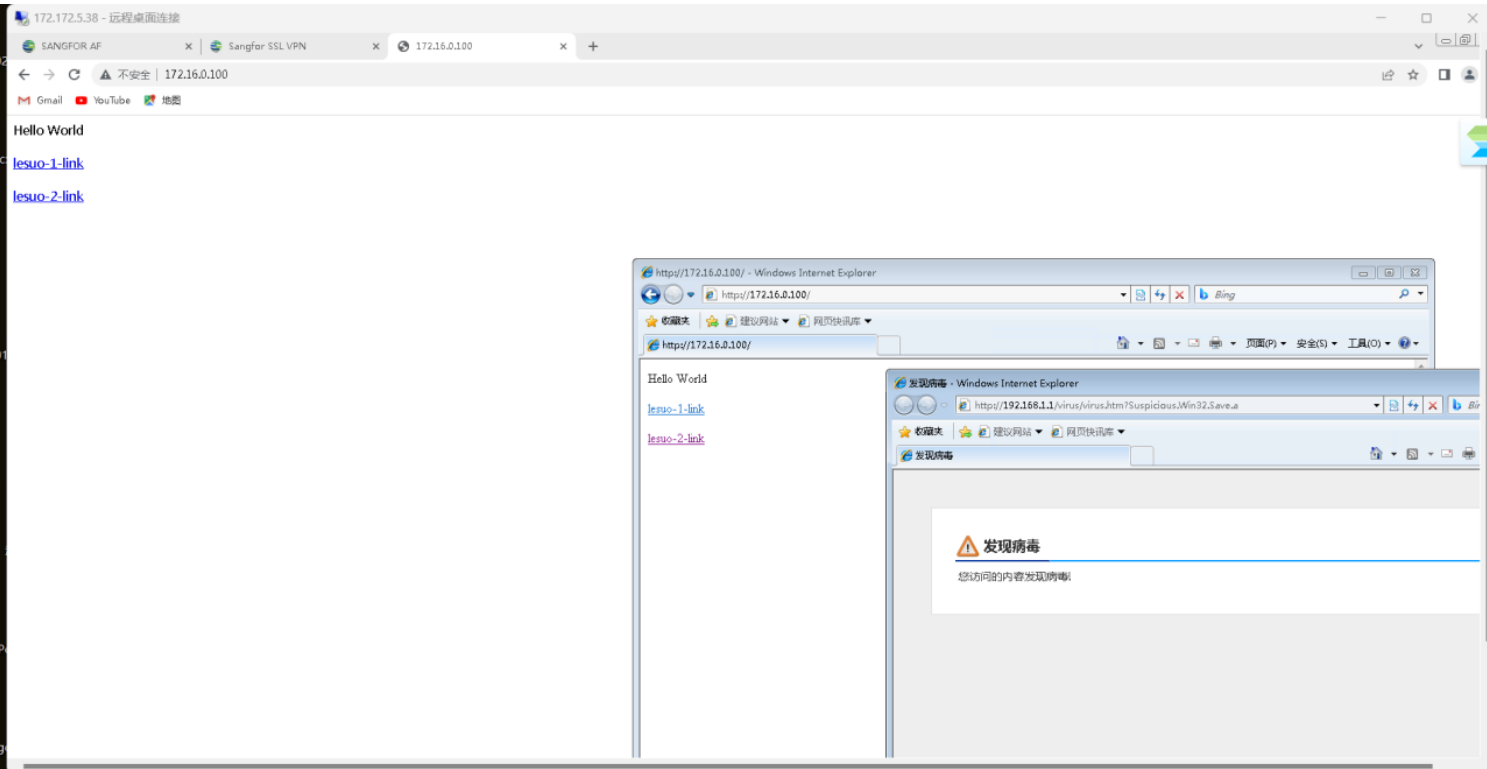 172.172.5.38 - 远程桌面连接
SANGFOR AF
Sangfor SSL VPN
172.16.0.100
不安全 | 172.16.0.100
Gmail YouTube 地图
Hello World
lesuo-1-link
lesuo-2-link
http://172.16.0.100/ - Windows Internet Explorer
http://172.16.0.100/
Bing
收藏夹 建议网站 网页快讯库
http://172.16.0.100/
页面(P) 安全(S) 工具(O)
Hello World
lesuo-1-link
lesuo-2-link
发现病毒 - Windows Internet Explorer
http://192.168.1.1/virus/virus.htm?Suspicious.Win32.Save.a
收藏夹 建议网站 网页快讯库
发现病毒
发现病毒
您访问的内容发现病毒!